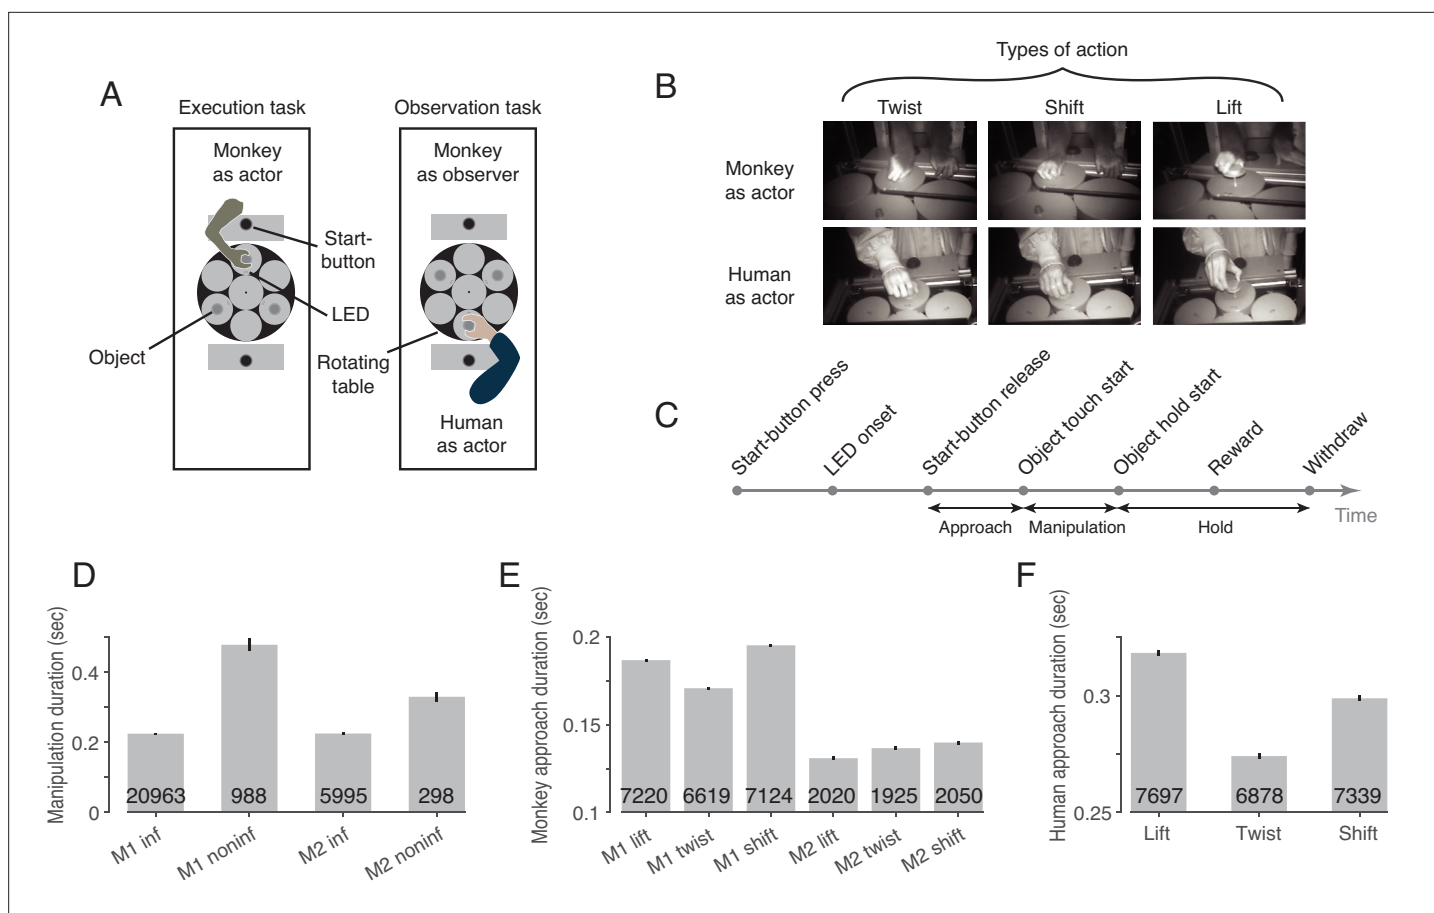 A
Execution task
Observation task
Monkey
as actor
Monkey
as observer
Start-
button
LED
Object
Rotating
table
Human
as actor
B
Types of action
Twist
Shift
Lift
Monkey
as actor
Human
as actor
C
Start-button press
LED onset
Start-button release
Object touch start
Object hold start
Reward
Withdraw
Approach
Manipulation
Hold
Time
D
Manipulation duration (sec)
0.4
0.2
0
20963
988
5995
298
M1 inf
M1 noninf
M2 inf
M2 noninf
E
Monkey approach duration (sec)
0.2
0.15
0.1
7220
6619
7124
2020
1925
2050
M1 lift
M1 twist
M1 shift
M2 lift
M2 twist
M2 shift
F
Human approach duration (sec)
0.3
0.25
7697
6878
7339
Lift
Twist
Shift